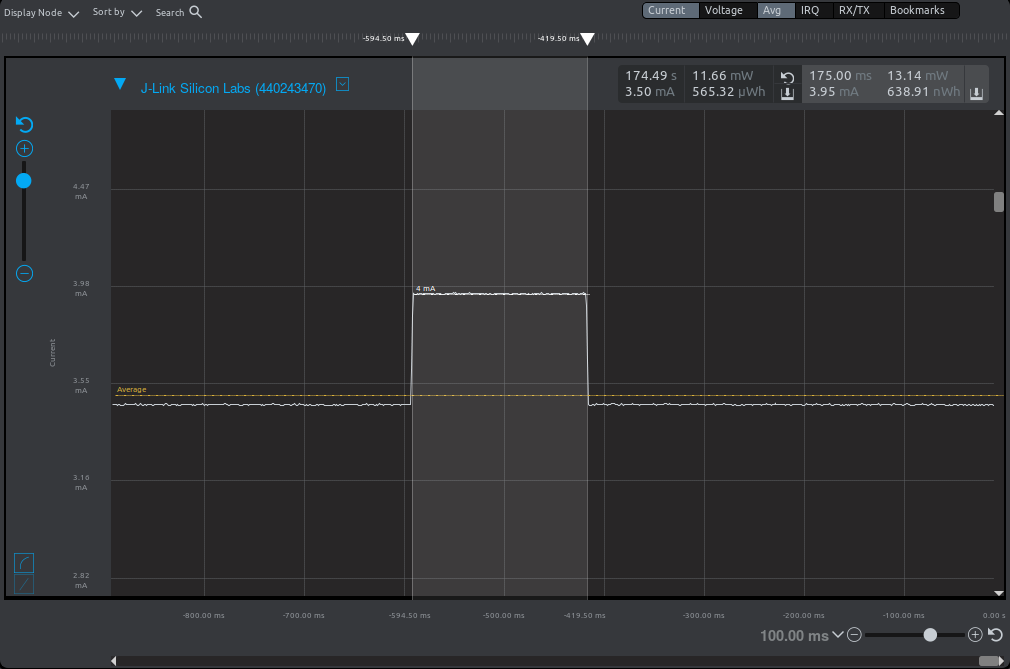 Display Node Sort by Search Current Voltage Avg IRQ RX/TX Bookmarks
-594.50 ms -419.50 ms
J-Link Silicon Labs (440243470)
174.49 s 11.66 mW 175.00 ms 13.14 mW
3.50 mA 565.32 µWh 3.95 mA 638.91 nWh
4.47
mA
3.98
mA
4 mA
Current
3.55
mA
Average
3.16
mA
2.82
mA
-800.00 ms -700.00 ms -594.50 ms -500.00 ms -419.50 ms -300.00 ms -200.00 ms -100.00 ms 0.00 s
100.00 ms